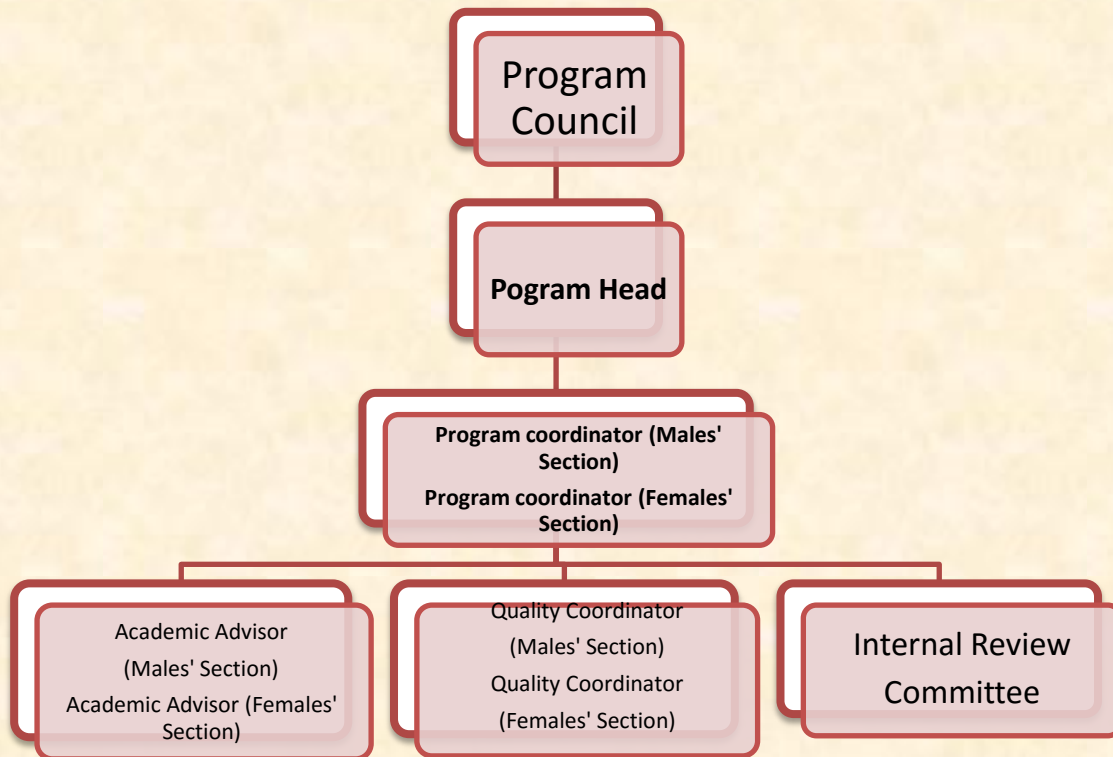 Program
Council
Pogram Head
Program coordinator (Males'
Section)
Program coordinator (Females'
Section)
Academic Advisor
(Males' Section)
Academic Advisor (Females'
Section)
Quality Coordinator
(Males' Section)
Quality Coordinator
(Females' Section)
Internal Review
Committee